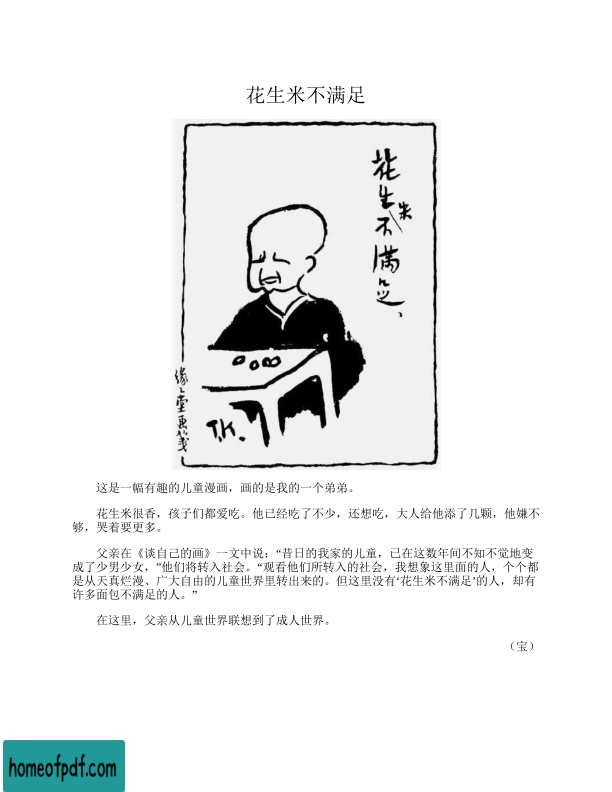 花生米不满足
花生米不满足、
缘缘堂画笺
T.K.
这是一幅有趣的儿童漫画，画的是我的一个弟弟。
花生米很香，孩子们都爱吃。他已经吃了不少，还想吃，大人给他添了几颗，他嫌不
够，哭着要更多。
父亲在《谈自己的画》一文中说：“昔日的我家的儿童，已在这数年间不知不觉地变
成了少男少女，”他们将转入社会。“观看他们所转入的社会，我想象这里面的人，个个都
是从天真烂漫、广大自由的儿童世界里转出来的。但这里没有‘花生米不满足’的人，却有
许多面包不满足的人。”
在这里，父亲从儿童世界联想到了成人世界。
（宝）
homeofpdf.com